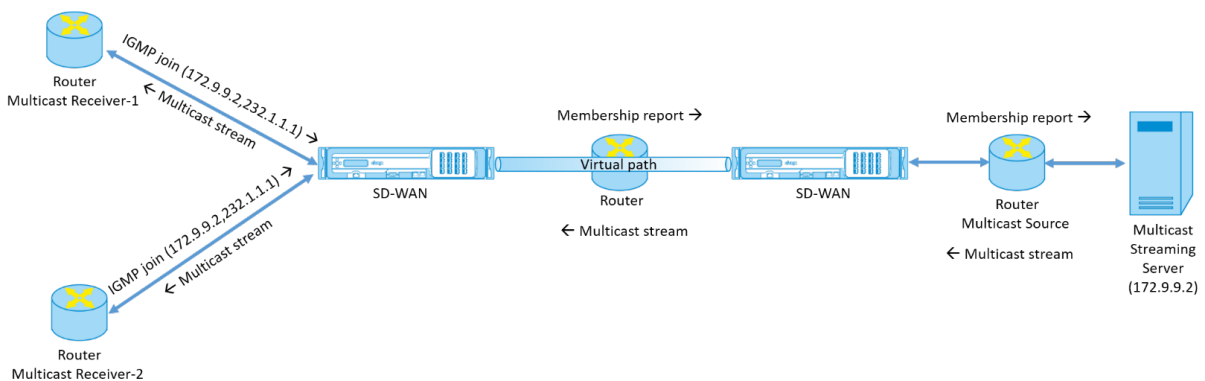 IGMP join (172.9.9.2,232.1.1.1) →
← Multicast stream
Router
Multicast Receiver-1
Membership report →
Virtual path
Router
← Multicast stream
SD-WAN
SD-WAN
Membership report →
Router
Multicast Source
← Multicast stream
Multicast
Streaming
Server
(172.9.9.2)
IGMP join (172.9.9.2,232.1.1.1) →
← Multicast stream
Router
Multicast Receiver-2